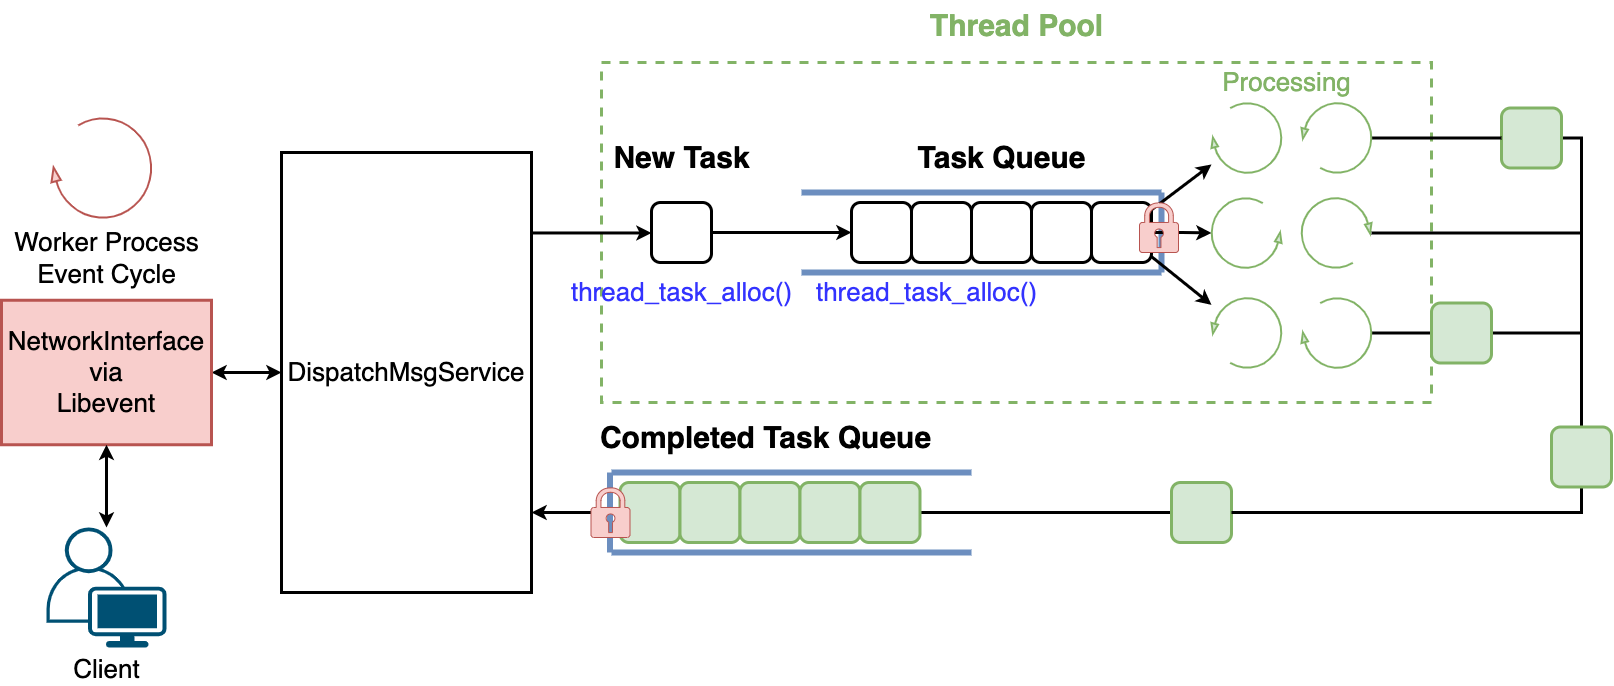 Thread Pool
Processing
New Task
Task Queue
thread_task_alloc()
thread_task_alloc()
Worker Process
Event Cycle
NetworkInterface
via
Libevent
DispatchMsgService
Completed Task Queue
Client